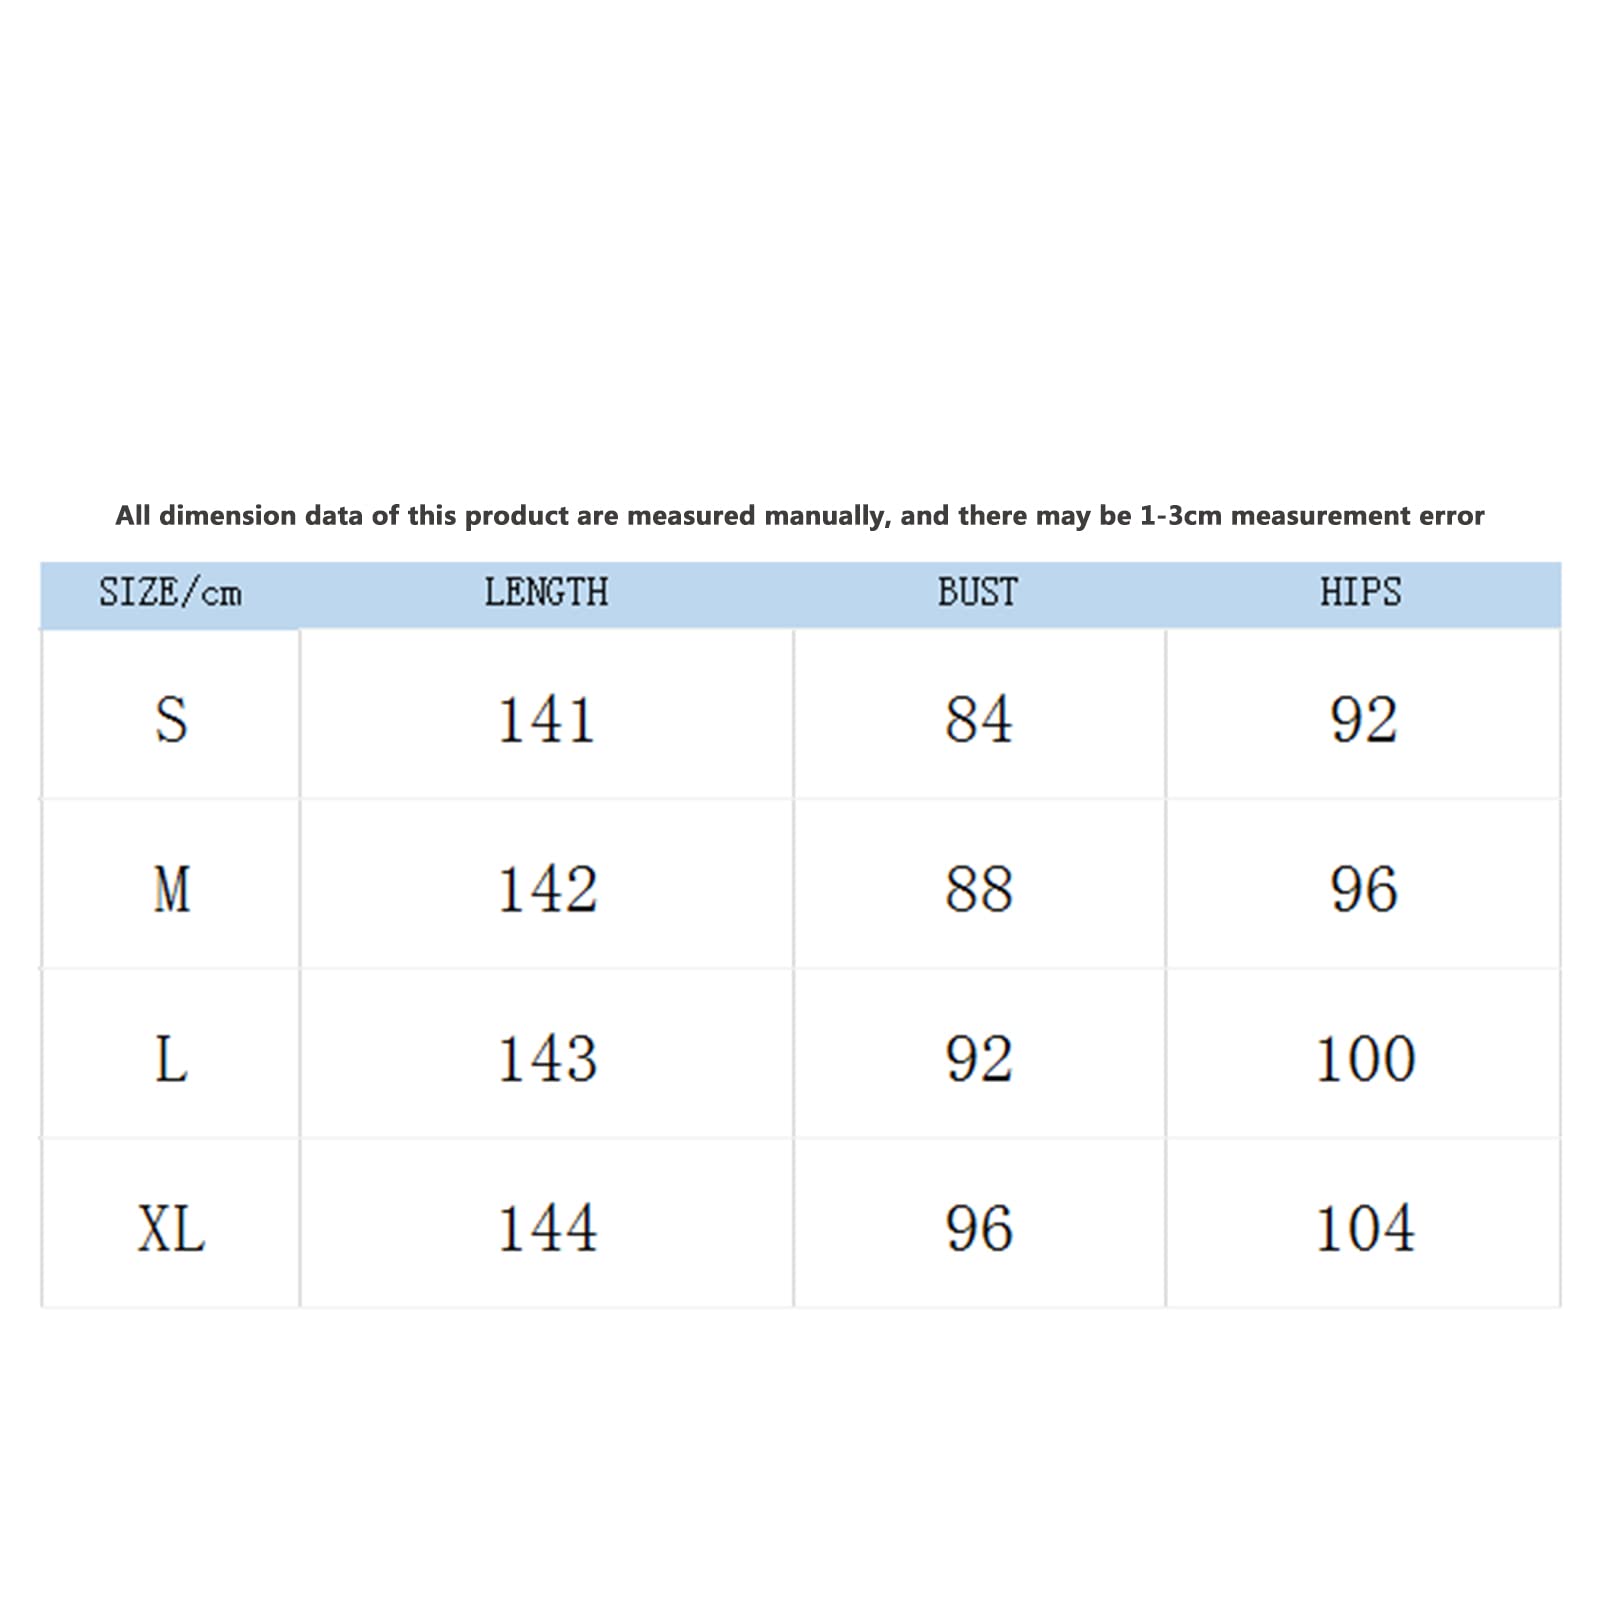 All dimension data of this product are measured manually, and there may be 1-3cm measurement error
SIZE/cm LENGTH BUST HIPS
S 141 84 92
M 142 88 96
L 143 92 100
XL 144 96 104